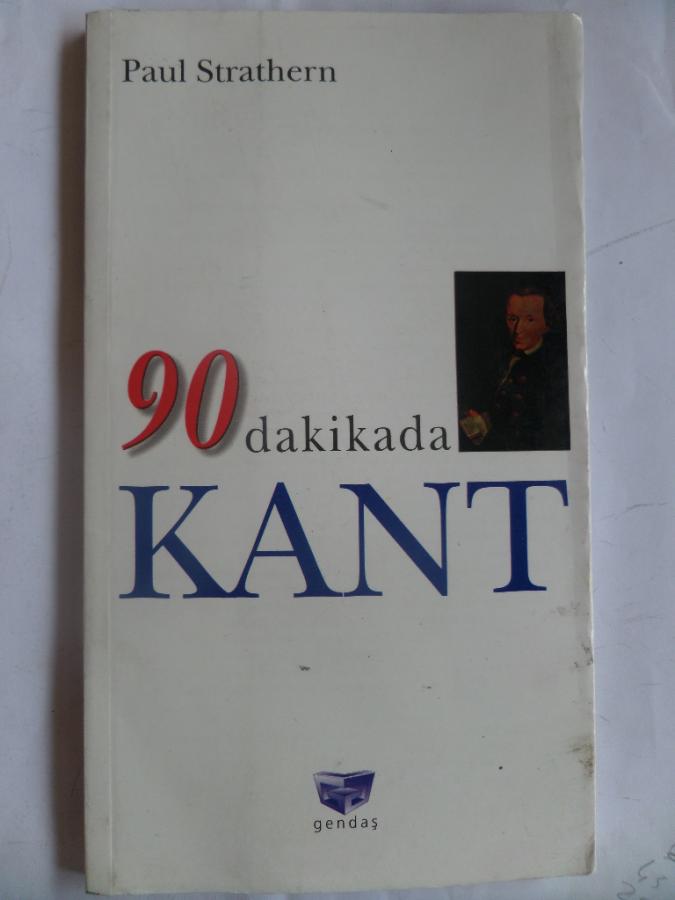 Paul Strathern
90 dakikada
KANT
gendaş